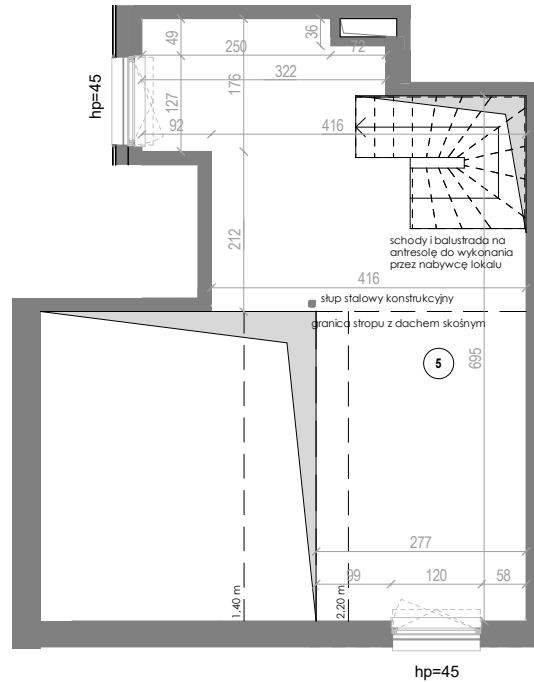 49
250
36
72
322
176
127
92
416
hp=45
schody i balustrada na
antresolę do wykonania
przez nabywcę lokalu
212
416
słup stalowy konstrukcyjny
granica stropu z dachem skośnym
5
695
277
99
120
58
1,40 m
2,20 m
hp=45